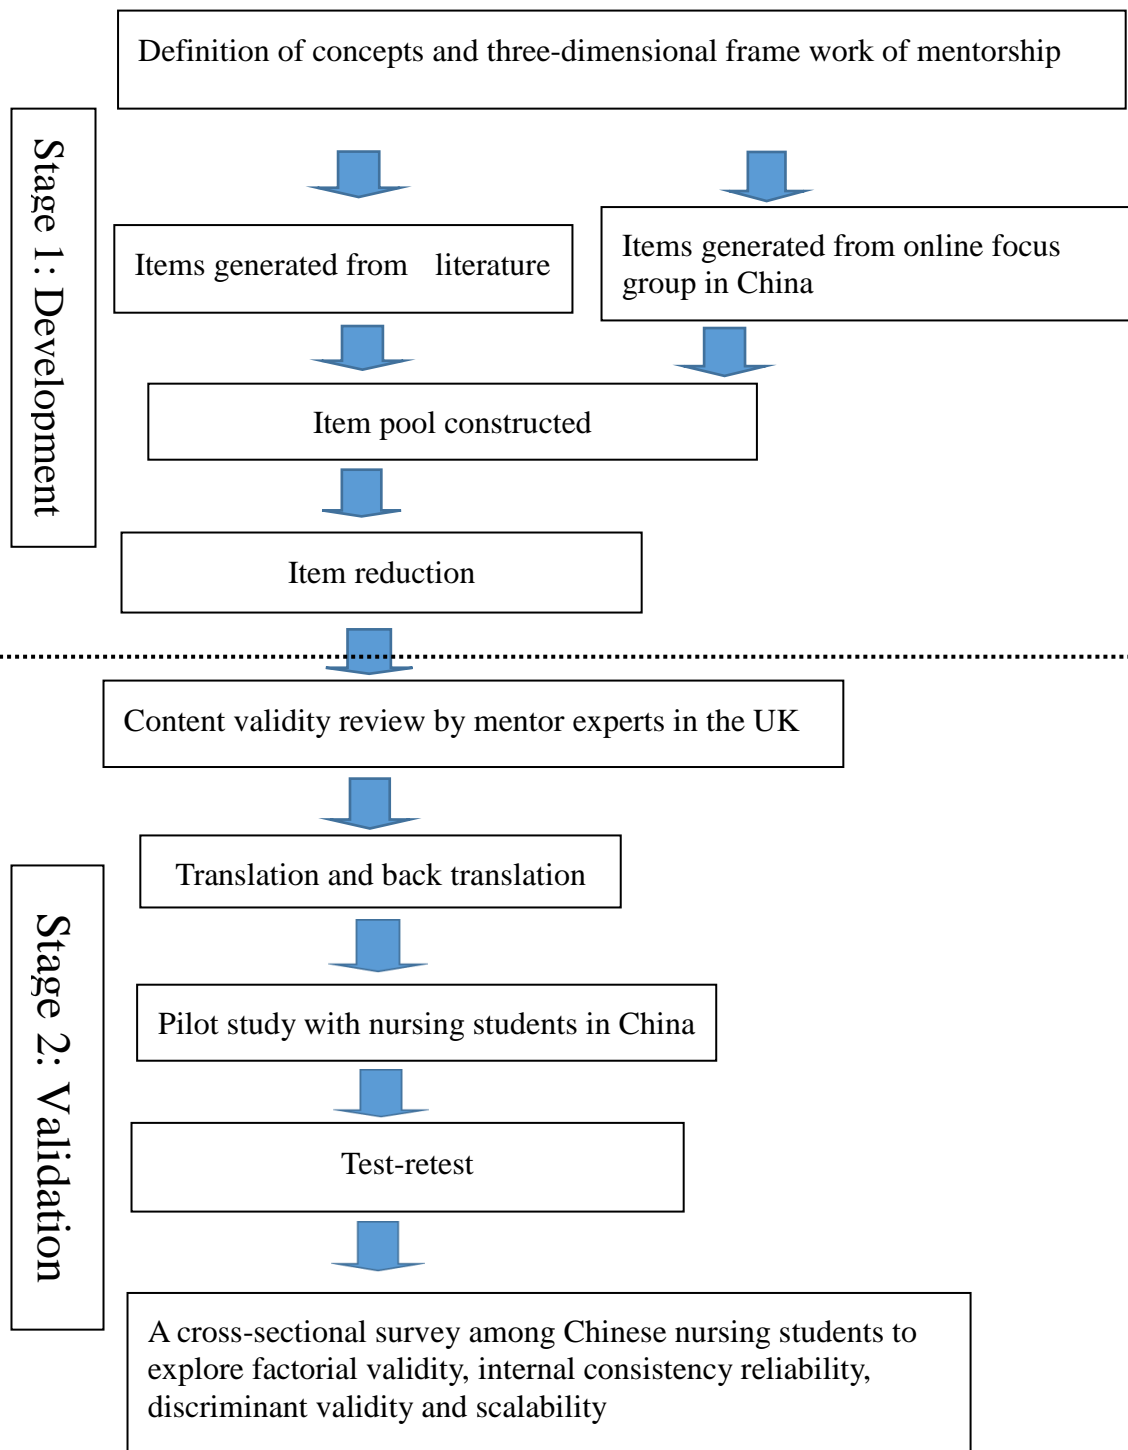 Definition of concepts and three-dimensional frame work of mentorship
Stage 1: Development
Items generated from literature
Items generated from online focus
group in China
Item pool constructed
Item reduction
Content validity review by mentor experts in the UK
Stage 2: Validation
Translation and back translation
Pilot study with nursing students in China
Test-retest
A cross-sectional survey among Chinese nursing students to
explore factorial validity, internal consistency reliability,
discriminant validity and scalability